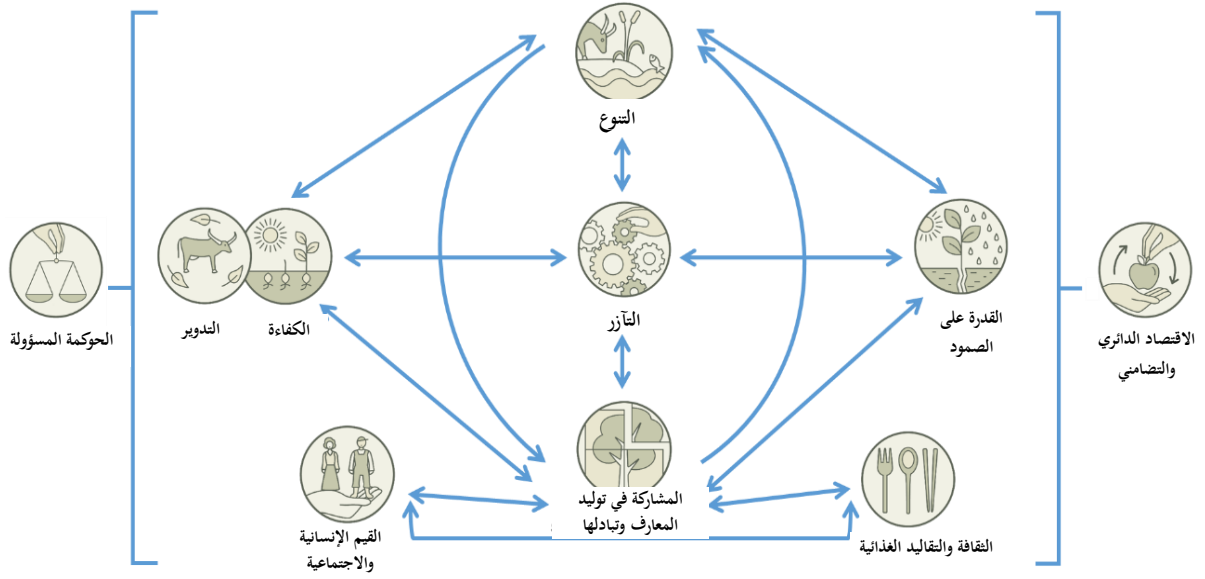 التنوع
الحوكمة المسؤولة
التدوير
الكفاءة
التآزر
القدرة على
الصمود
الاقتصاد الدائري
والتضامني
القيم الإنسانية
والاجتماعية
المشاركة في توليد
المعارف وتبادلها
الثقافة والتقاليد الغذائية